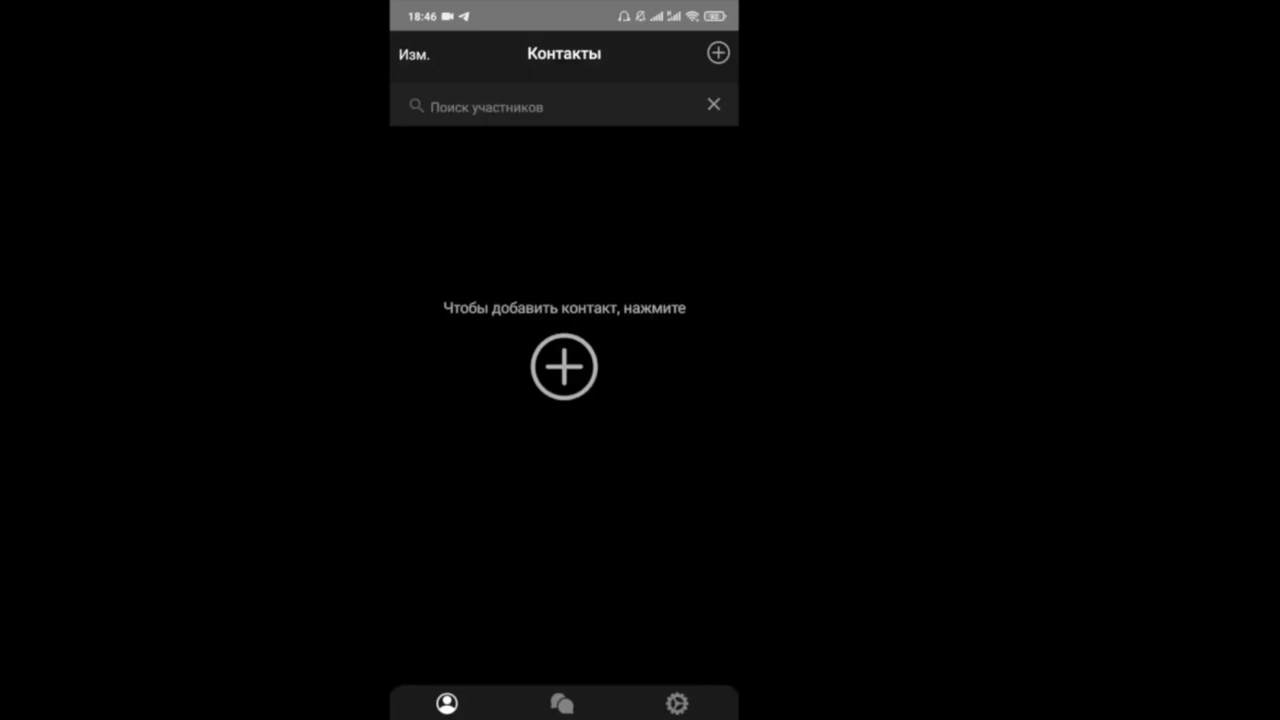 18:46
Изм.
Контакты
Поиск участников
Чтобы добавить контакт, нажмите